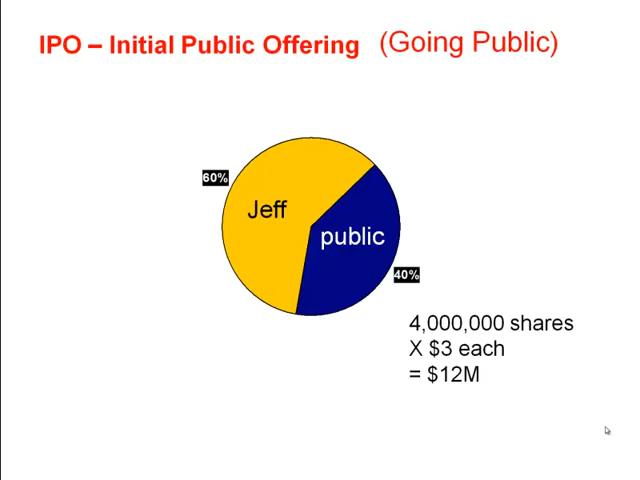 IPO – Initial Public Offering (Going Public)
60%
Jeff
public
40%
4,000,000 shares
X $3 each
= $12M